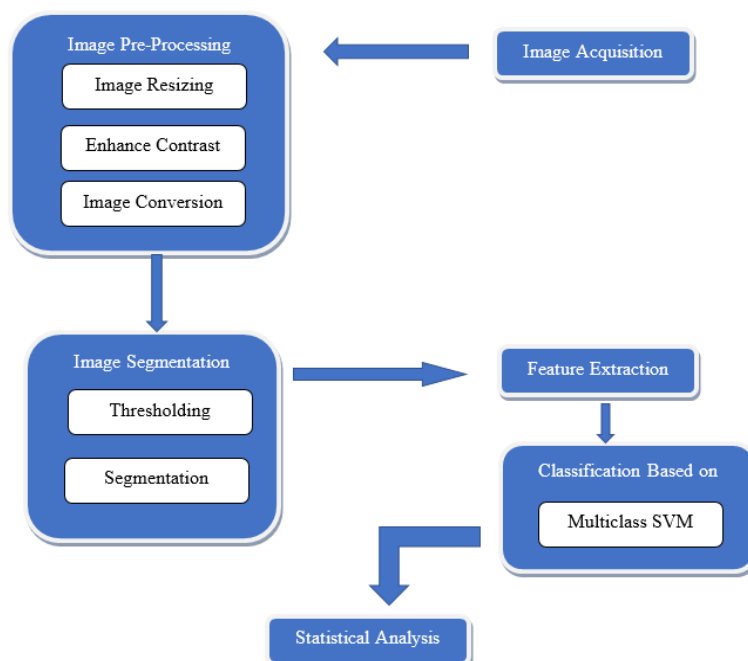 Image Pre-Processing
Image Acquisition
Image Resizing
Enhance Contrast
Image Conversion
Image Segmentation
Thresholding
Segmentation
Feature Extraction
Classification Based on
Multiclass SVM
Statistical Analysis